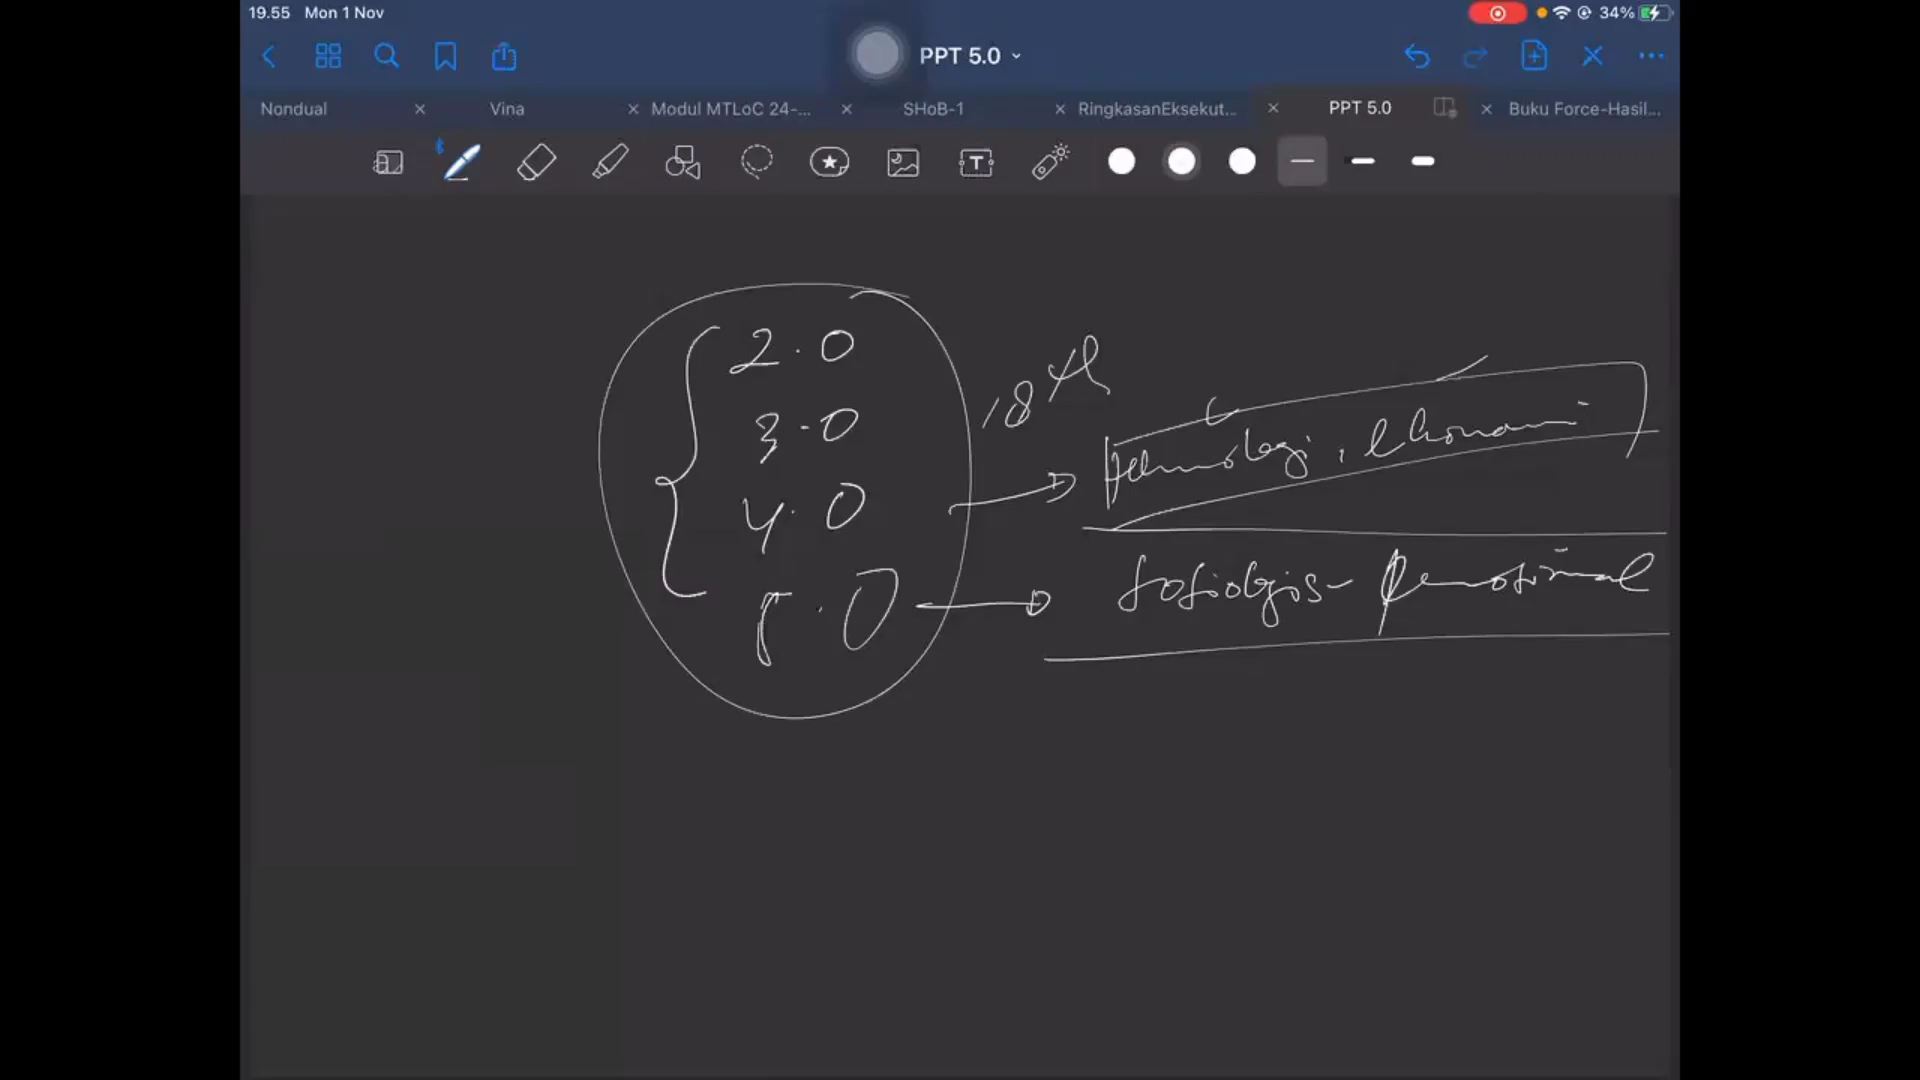 19.55 Mon 1 Nov
34%
PPT 5.0
Nondual
Vina
Modul MTLoC 24-...
SHoB-1
RingkasanEksekut...
PPT 5.0
Buku Force-Hasil...
T
2.0
3.0
4.0
5.0
18 th
teknologi, ekonomi
sosiologis-